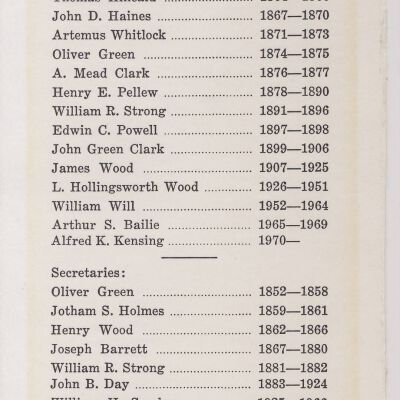 John D. Haines ........................ 1867—1870
Artemus Whitlock .................... 1871—1873
Oliver Green ........................... 1874—1875
A. Mead Clark ........................ 1876—1877
Henry E. Pellew ...................... 1878—1890
William R. Strong .................... 1891—1896
Edwin C. Powell ...................... 1897—1898
John Green Clark .................... 1899—1906
James Wood ........................... 1907—1925
L. Hollingsworth Wood ............ 1926—1951
William Will ........................... 1952—1964
Arthur S. Bailie ....................... 1965—1969
Alfred K. Kensing ..................... 1970—
Secretaries:
Oliver Green ........................... 1852—1858
Jotham S. Holmes .................... 1859—1861
Henry Wood ........................... 1862—1866
Joseph Barrett ........................ 1867—1880
William R. Strong .................... 1881—1882
John B. Day ........................... 1883—1924